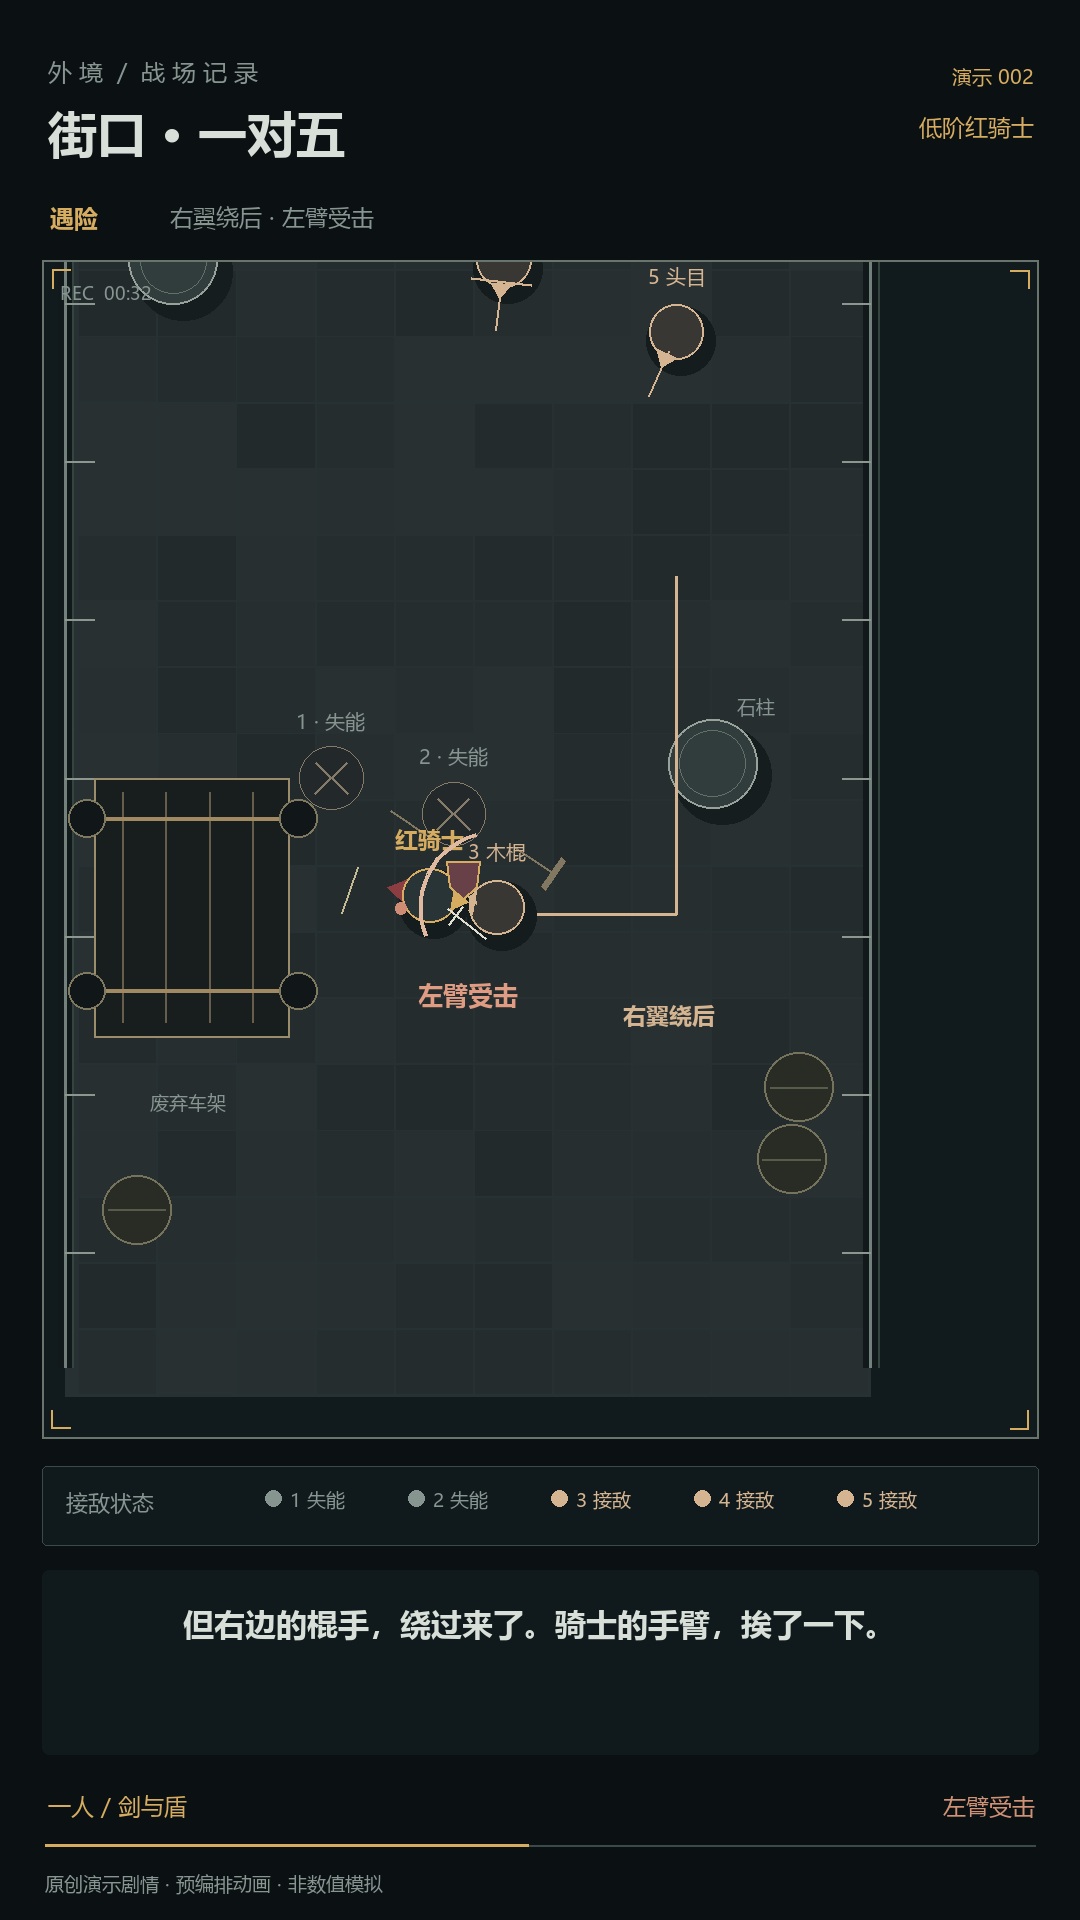 外境 / 战场记录
演示 002
街口·一对五
低阶红骑士
遇险
右翼绕后 · 左臂受击
REC 00:32
5 头目
石柱
1 · 失能
2 · 失能
红骑士
3 木棍
左臂受击
右翼绕后
废弃车架
接敌状态
1 失能
2 失能
3 接敌
4 接敌
5 接敌
但右边的棍手，绕过来了。骑士的手臂，挨了一下。
一人 / 剑与盾
左臂受击
原创演示剧情 · 预编排动画 · 非数值模拟